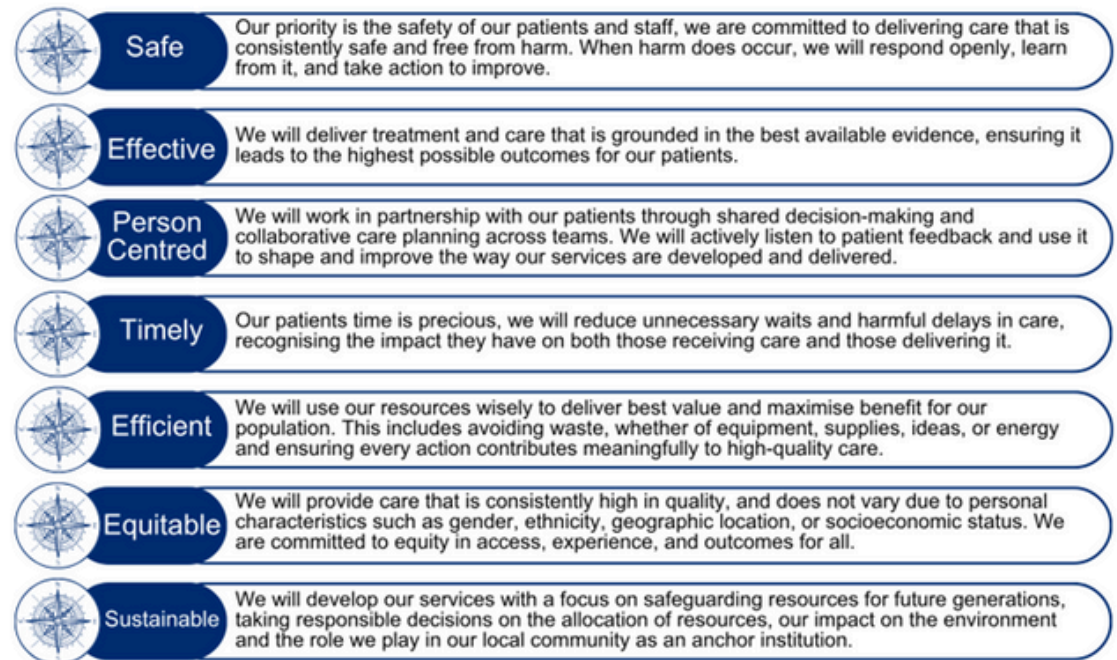 Safe
Our priority is the safety of our patients and staff, we are committed to delivering care that is
consistently safe and free from harm. When harm does occur, we will respond openly, learn
from it, and take action to improve.
Effective
We will deliver treatment and care that is grounded in the best available evidence, ensuring it
leads to the highest possible outcomes for our patients.
Person
Centred
We will work in partnership with our patients through shared decision-making and
collaborative care planning across teams. We will actively listen to patient feedback and use it
to shape and improve the way our services are developed and delivered.
Timely
Our patients time is precious, we will reduce unnecessary waits and harmful delays in care,
recognising the impact they have on both those receiving care and those delivering it.
Efficient
We will use our resources wisely to deliver best value and maximise benefit for our
population. This includes avoiding waste, whether of equipment, supplies, ideas, or energy
and ensuring every action contributes meaningfully to high-quality care.
Equitable
We will provide care that is consistently high in quality, and does not vary due to personal
characteristics such as gender, ethnicity, geographic location, or socioeconomic status. We
are committed to equity in access, experience, and outcomes for all.
Sustainable
We will develop our services with a focus on safeguarding resources for future generations,
taking responsible decisions on the allocation of resources, our impact on the environment
and the role we play in our local community as an anchor institution.